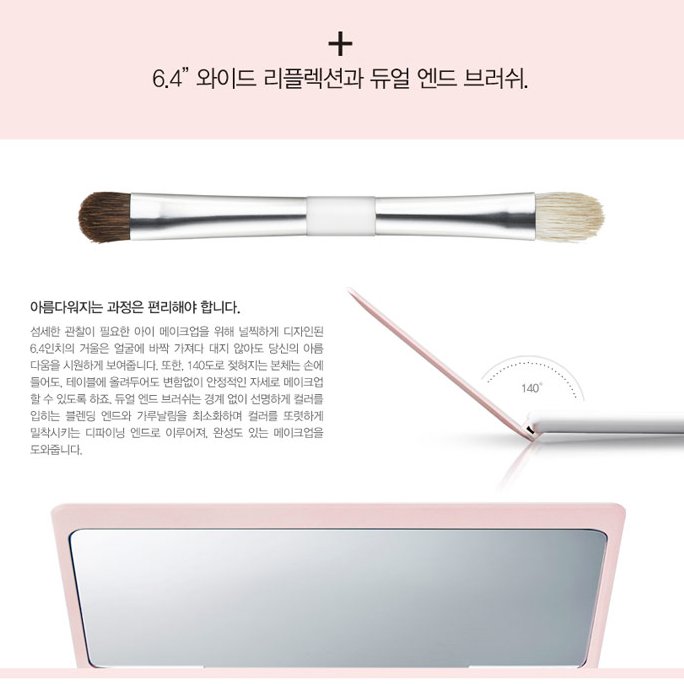 +
6.4” 와이드 리플렉션과 듀얼 엔드 브러쉬.
아름다워지는 과정은 편리해야 합니다.
섬세한 관찰이 필요한 아이 메이크업을 위해 널찍하게 디자인된
6.4인치의 거울은 얼굴에 바짝 가져다 대지 않아도 당신의 아름
다움을 시원하게 보여줍니다. 또한, 140도로 젖혀지는 본체는 손에
들어도, 테이블에 올려두어도 변함없이 안정적인 자세로 메이크업
할 수 있도록 하죠. 듀얼 엔드 브러쉬는 경계 없이 선명하게 컬러를
입히는 블렌딩 엔드와 가루날림을 최소화하며 컬러를 또렷하게
밀착시키는 디파이닝 엔드로 이루어져, 완성도 있는 메이크업을
도와줍니다.
140°